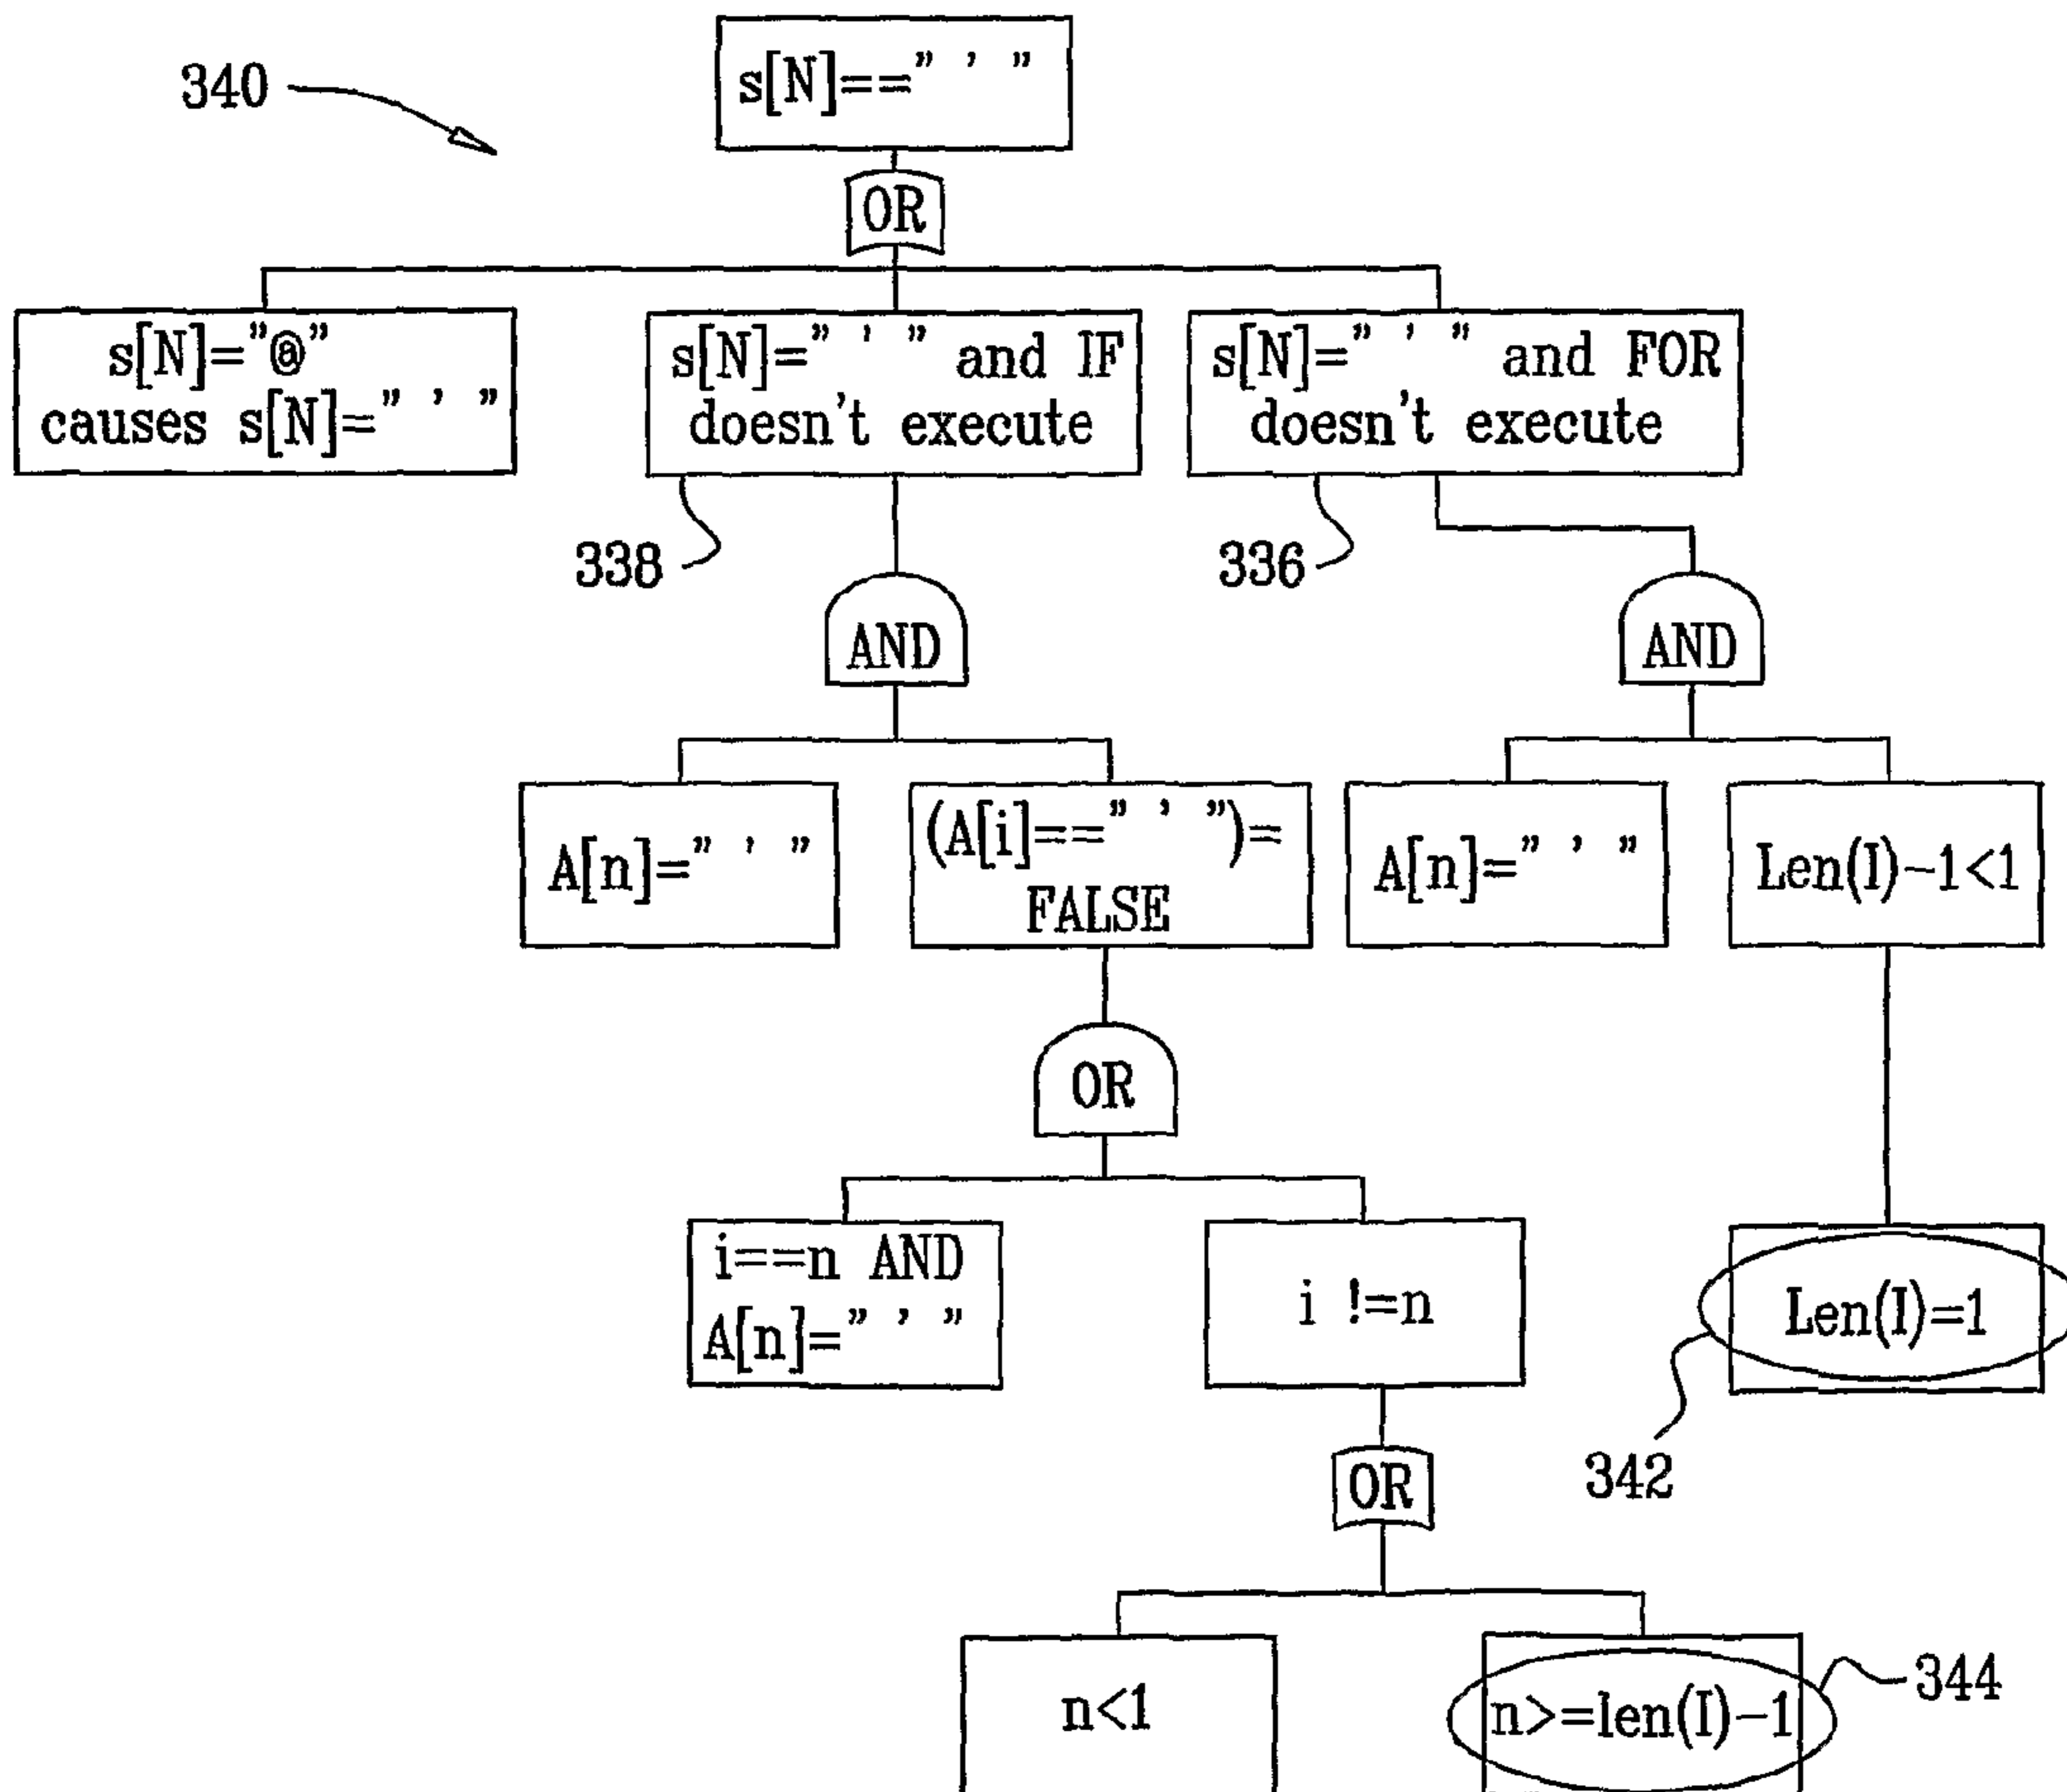 340
s[N]==" ' "
OR
s[N]="@"
causes s[N]=" ' "
s[N]=" ' " and IF
doesn't execute
s[N]=" ' " and FOR
doesn't execute
338
336
AND
AND
A[n]=" ' "
(A[i]==" ' ")=
FALSE
A[n]=" ' "
Len(I)-1<1
OR
i==n AND
A[n]=" ' "
i !=n
Len(I)=1
342
OR
n<1
n>=len(I)-1
344